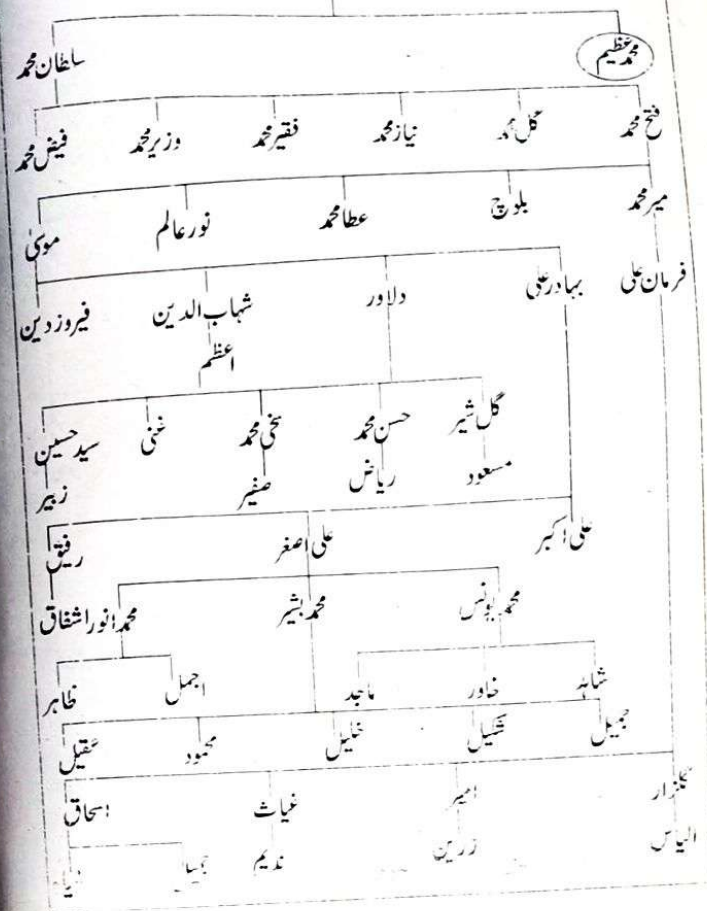 محمد عظیم سلطان محمد
فتح محمد گل محمد نیاز محمد فقیر محمد وزیر محمد فیض محمد
میر محمد بلوچ عطا محمد نور عالم موسیٰ
فرمان علی بہادر علی دلاور شہاب الدین فیروز دین
اعظم
گل شیر حسن محمد سخی محمد غنی سید حسین
مسعود ریاض صفیر زبیر
علی اکبر علی اصغر رفیق
محمد یونس محمد بشیر محمد انور اشفاق
شاہد خاور ماجد اجمل ظاہر
جمیل شکیل خلیل محمود عقیل
گلزار امیر غیاث اسحاق
الیاس زرین ندیم